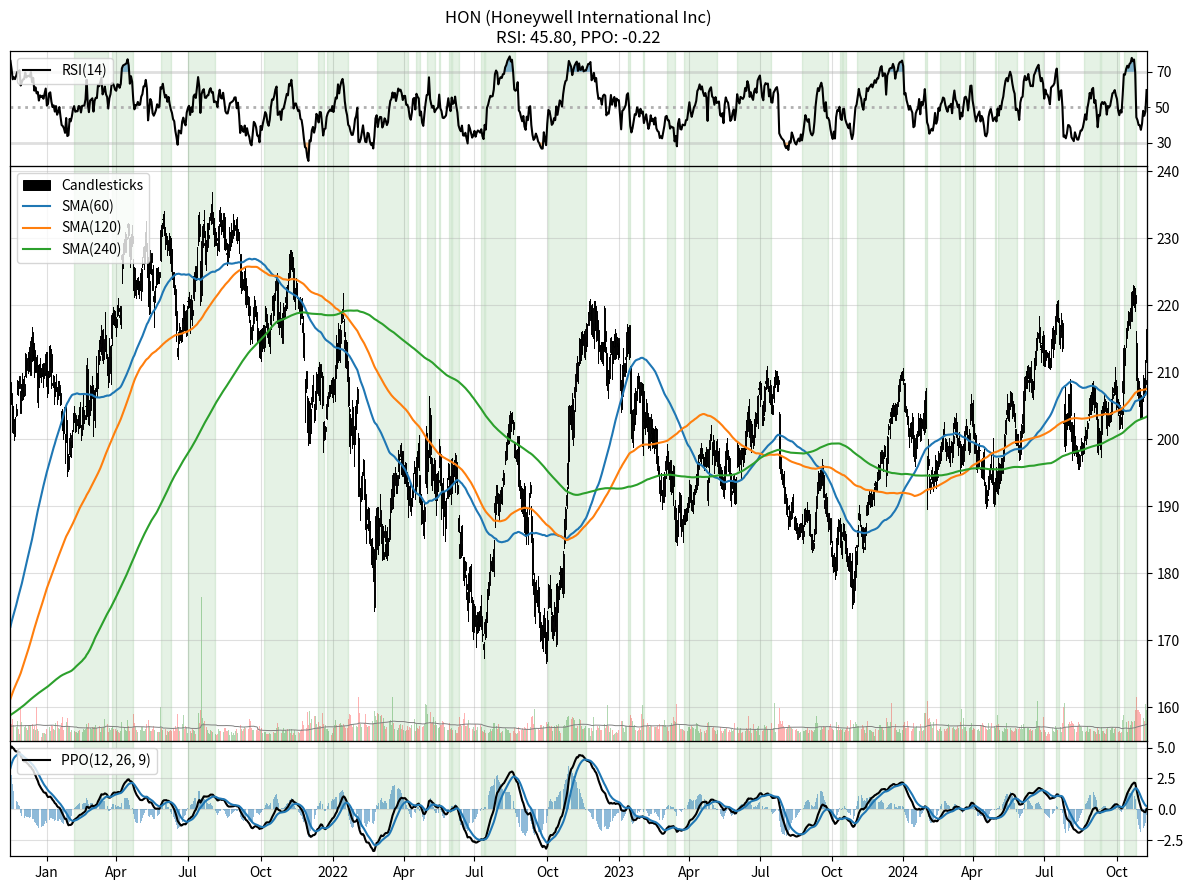 HON (Honeywell International Inc)
RSI: 45.80, PPO: -0.22
RSI(14)
70
50
30
Candlesticks
SMA(60)
SMA(120)
SMA(240)
240
230
220
210
200
190
180
170
160
PPO(12, 26, 9)
5.0
2.5
0.0
−2.5
Jan Apr Jul Oct 2022 Apr Jul Oct 2023 Apr Jul Oct 2024 Apr Jul Oct